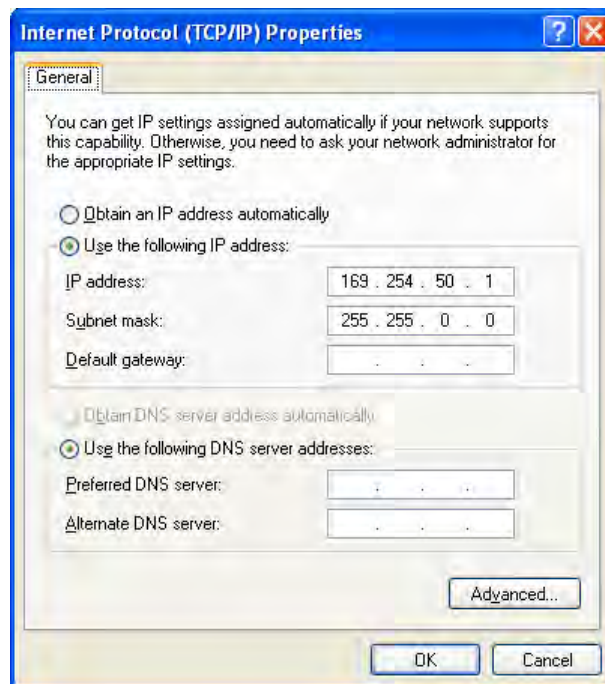 Internet Protocol (TCP/IP) Properties
General
You can get IP settings assigned automatically if your network supports
this capability. Otherwise, you need to ask your network administrator for
the appropriate IP settings.
Obtain an IP address automatically
Use the following IP address:
IP address: 169 . 254 . 50 . 1
Subnet mask: 255 . 255 . 0 . 0
Default gateway: . . .
Obtain DNS server address automatically
Use the following DNS server addresses:
Preferred DNS server: . . .
Alternate DNS server: . . .
Advanced...
OK Cancel